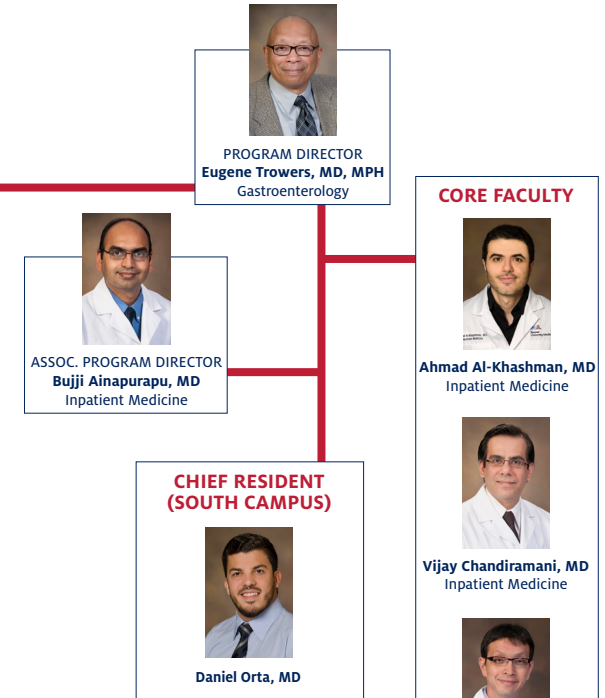 PROGRAM DIRECTOR
Eugene Trowers, MD, MPH
Gastroenterology
ASSOC. PROGRAM DIRECTOR
Bujji Ainapurapu, MD
Inpatient Medicine
CORE FACULTY
Ahmad Al-Khashman, MD
Inpatient Medicine
Vijay Chandiramani, MD
Inpatient Medicine
CHIEF RESIDENT
(SOUTH CAMPUS)
Daniel Orta, MD